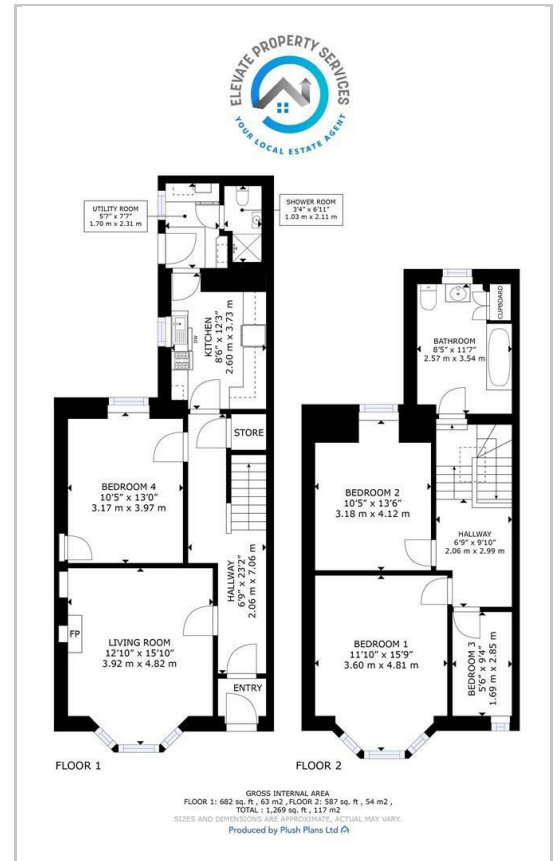 ELEVATE PROPERTY SERVICES
YOUR LOCAL ESTATE AGENT
UTILITY ROOM
5'7" x 7'7"
1.70 m x 2.31 m
SHOWER ROOM
3'4" x 6'11"
1.03 m x 2.11 m
KITCHEN
8'6" x 12'3"
2.60 m x 3.73 m
DW
STORE
BEDROOM 4
10'5" x 13'0"
3.17 m x 3.97 m
HALLWAY
6'9" x 23'2"
2.06 m x 7.06 m
FP
LIVING ROOM
12'10" x 15'10"
3.92 m x 4.82 m
ENTRY
FLOOR 1
CUPBOARD
BATHROOM
8'5" x 11'7"
2.57 m x 3.54 m
BEDROOM 2
10'5" x 13'6"
3.18 m x 4.12 m
HALLWAY
6'9" x 9'10"
2.06 m x 2.99 m
BEDROOM 1
11'10" x 15'9"
3.60 m x 4.81 m
BEDROOM 3
5'6" x 9'4"
1.69 m x 2.85 m
FLOOR 2
GROSS INTERNAL AREA
FLOOR 1: 682 sq. ft , 63 m2 , FLOOR 2: 587 sq. ft , 54 m2 ,
TOTAL : 1,269 sq. ft , 117 m2
SIZES AND DIMENSIONS ARE APPROXIMATE, ACTUAL MAY VARY.
Produced by Plush Plans Ltd